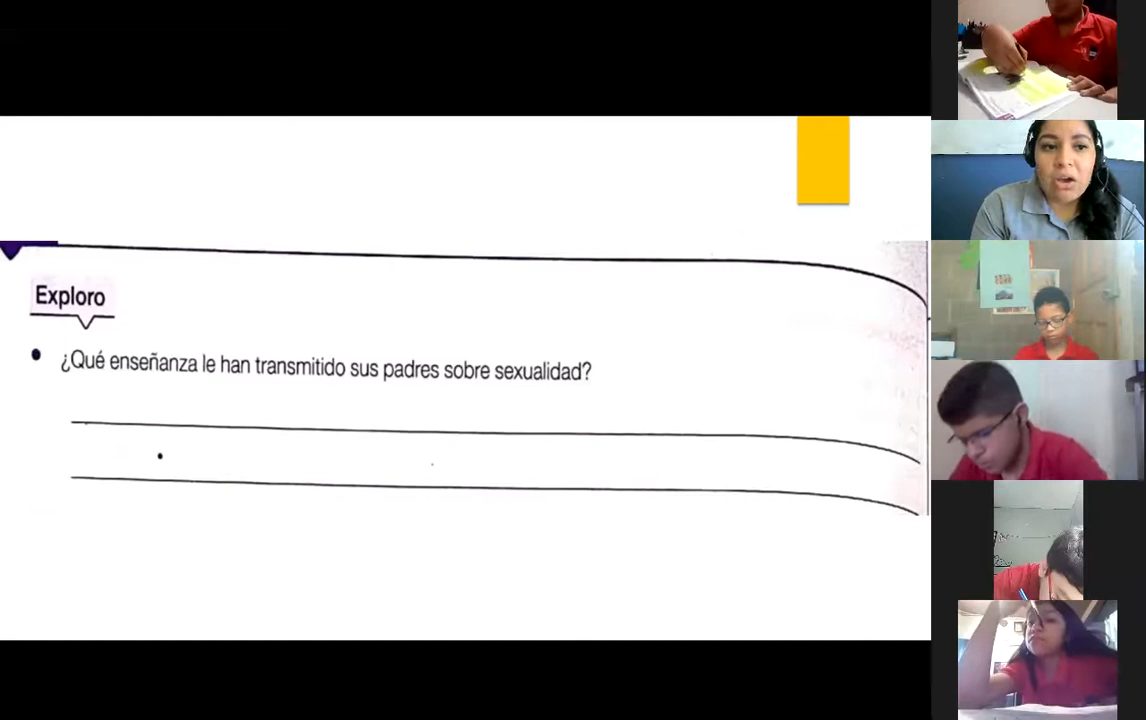 Exploro
• ¿Qué enseñanza le han transmitido sus padres sobre sexualidad?